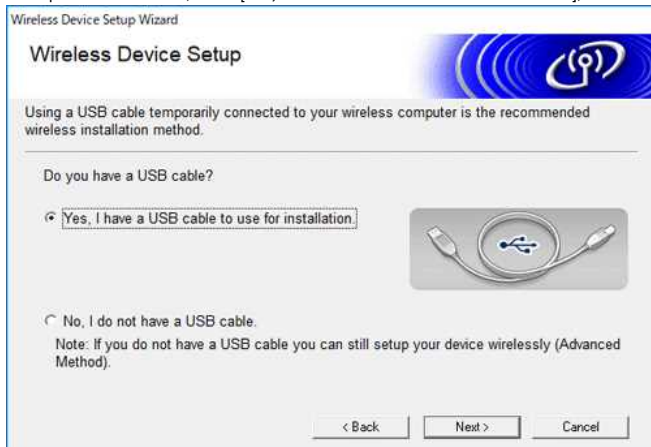 Wireless Device Setup Wizard
Wireless Device Setup
Using a USB cable temporarily connected to your wireless computer is the recommended
wireless installation method.
Do you have a USB cable?
Yes, I have a USB cable to use for installation.
No, I do not have a USB cable.
Note: If you do not have a USB cable you can still setup your device wirelessly (Advanced
Method).
< Back
Next >
Cancel